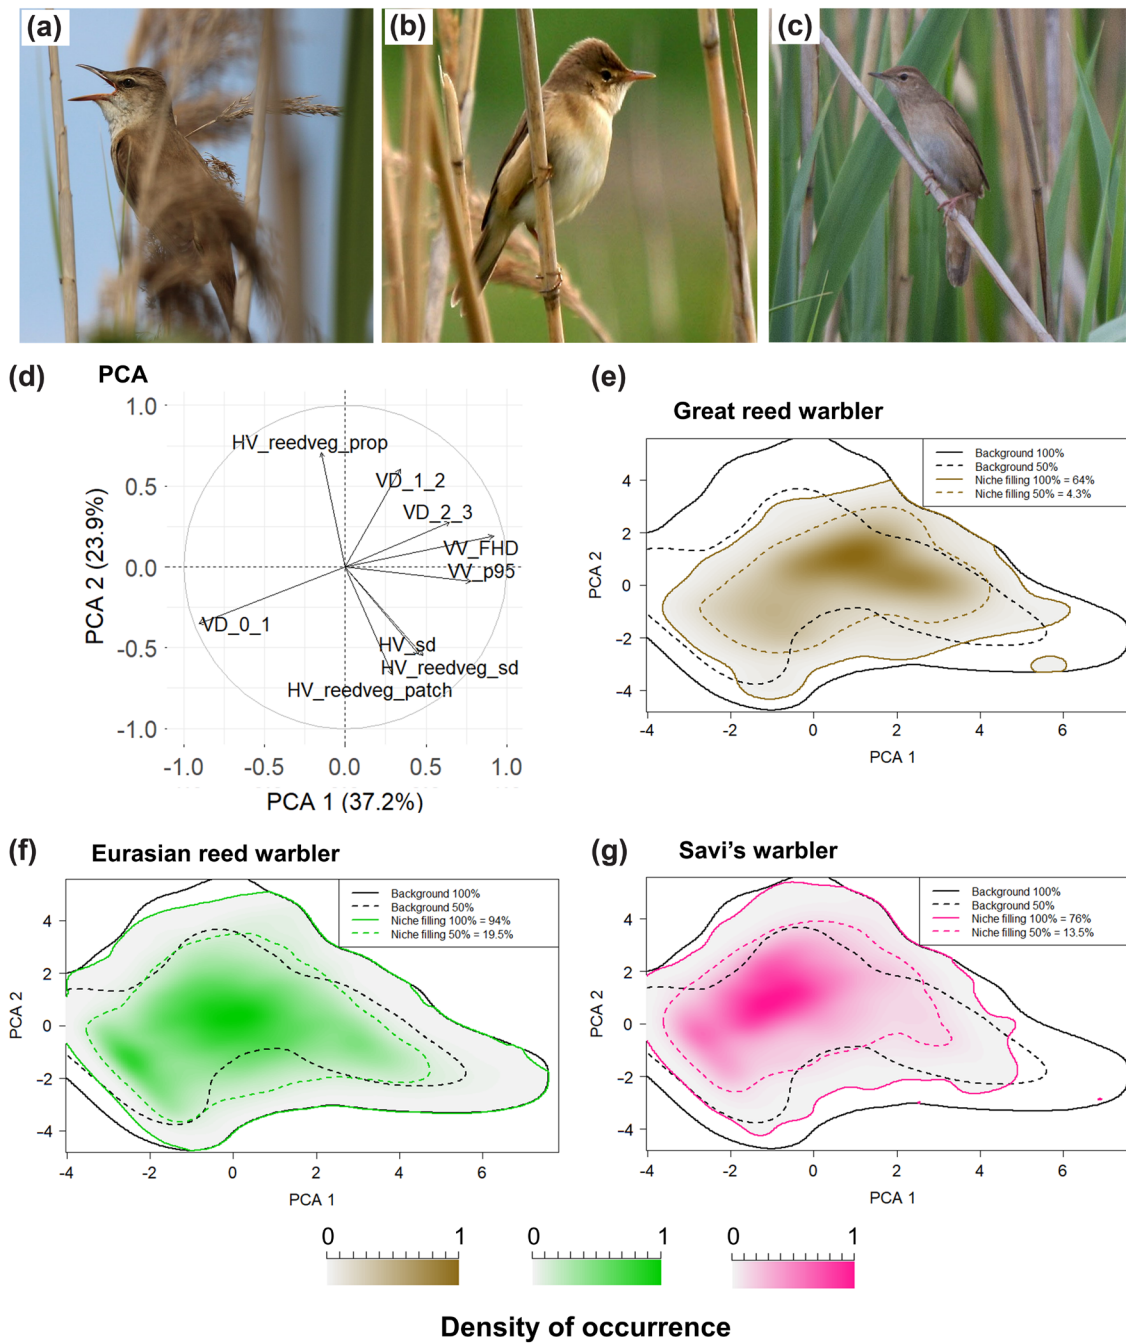 (a)
(b)
(c)
(d)
PCA
HV_reedveg_prop
VD_1_2
VD_2_3
VV_FHD
VV_p95
VD_0_1
HV_sd
HV_reedveg_sd
HV_reedveg_patch
1.0
0.5
0.0
-0.5
-1.0
PCA 2 (23.9%)
-1.0 -0.5 0.0 0.5 1.0
PCA 1 (37.2%)
(e)
Great reed warbler
Background 100%
Background 50%
Niche filling 100% = 64%
Niche filling 50% = 4.3%
4
2
0
-2
-4
PCA 2
-4 -2 0 2 4 6
PCA 1
(f)
Eurasian reed warbler
Background 100%
Background 50%
Niche filling 100% = 94%
Niche filling 50% = 19.5%
4
2
0
-2
-4
PCA 2
-4 -2 0 2 4 6
PCA 1
(g)
Savi's warbler
Background 100%
Background 50%
Niche filling 100% = 76%
Niche filling 50% = 13.5%
4
2
0
-2
-4
PCA 2
-4 -2 0 2 4 6
PCA 1
0 1
0 1
0 1
Density of occurrence